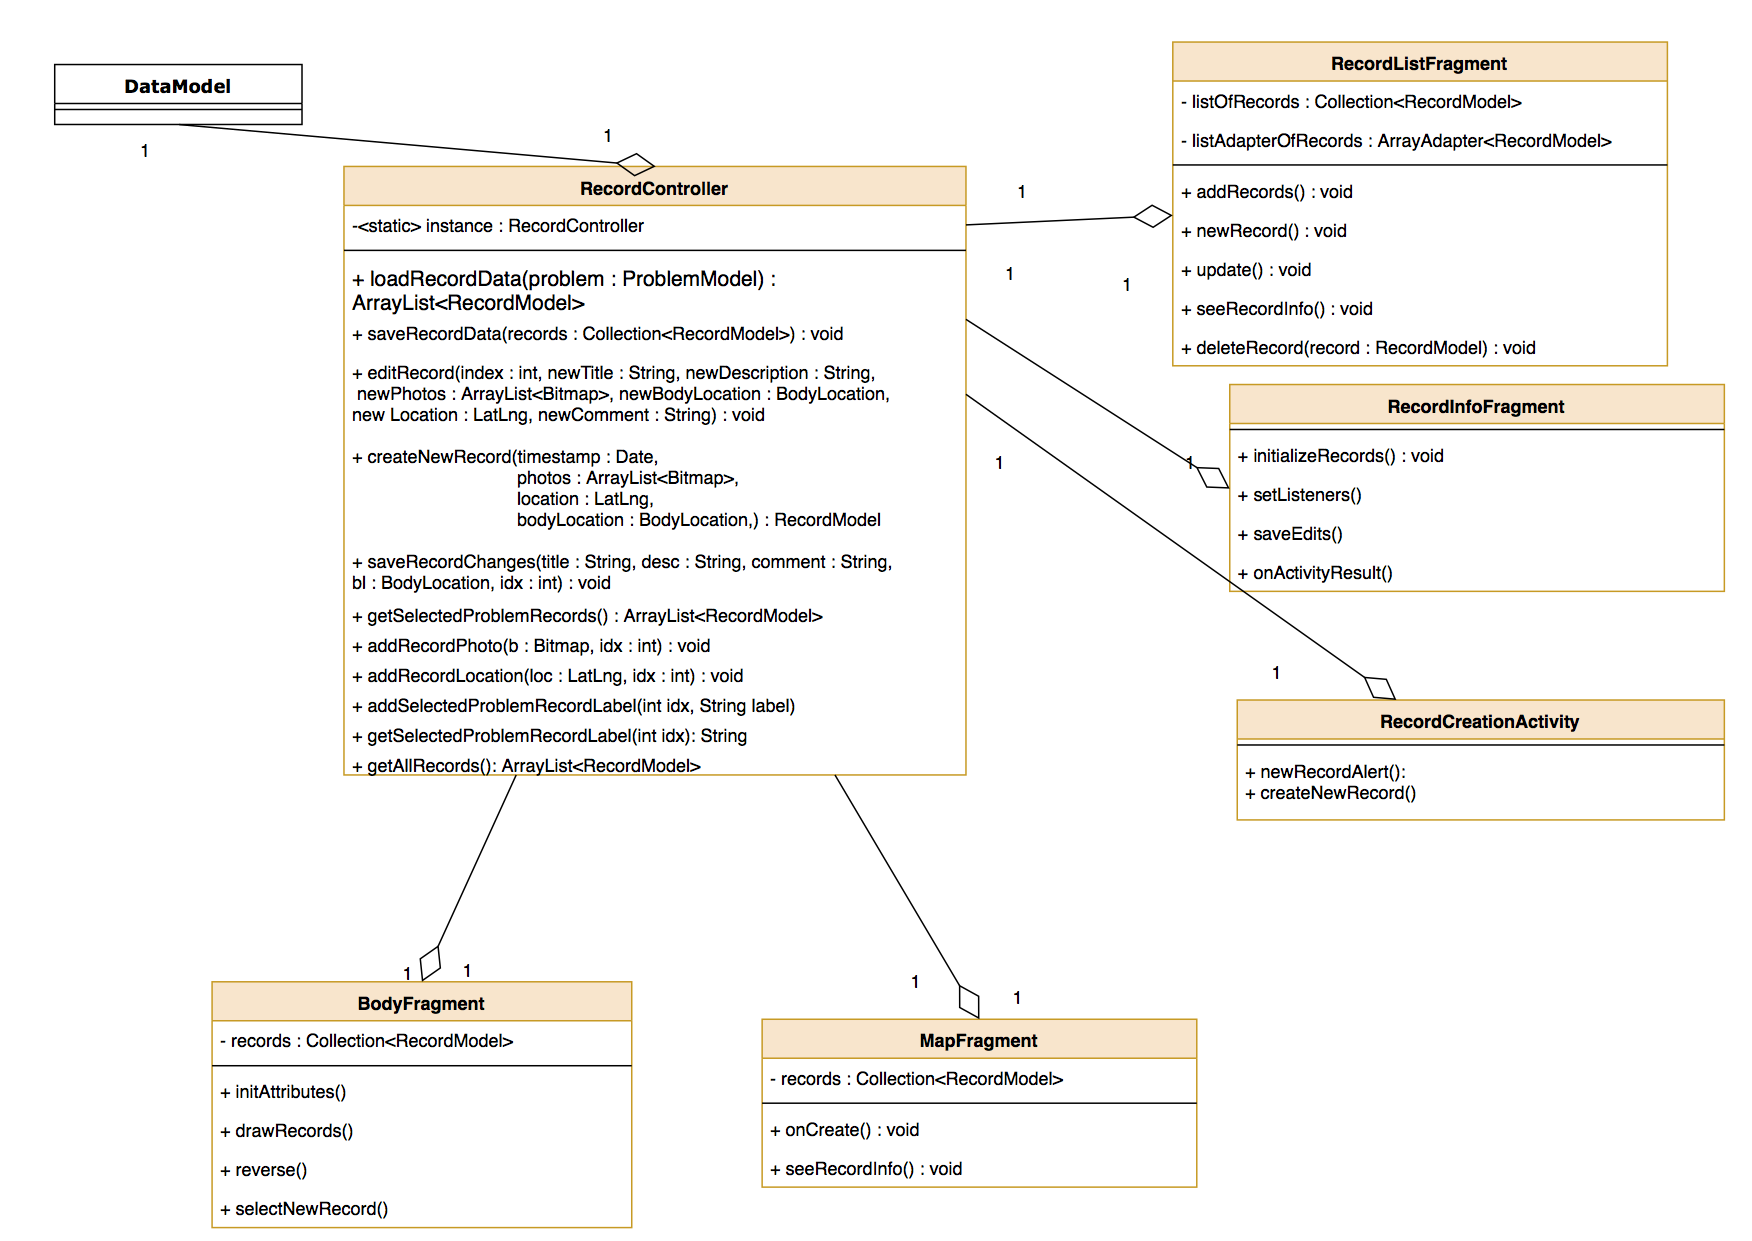 DataModel
1
1
RecordController
-<static> instance : RecordController
+ loadRecordData(problem : ProblemModel) :
ArrayList<RecordModel>
+ saveRecordData(records : Collection<RecordModel>) : void
+ editRecord(index : int, newTitle : String, newDescription : String,
newPhotos : ArrayList<Bitmap>, newBodyLocation : BodyLocation,
new Location : LatLng, newComment : String) : void
+ createNewRecord(timestamp : Date,
photos : ArrayList<Bitmap>,
location : LatLng,
bodyLocation : BodyLocation,) : RecordModel
+ saveRecordChanges(title : String, desc : String, comment : String,
bl : BodyLocation, idx : int) : void
+ getSelectedProblemRecords() : ArrayList<RecordModel>
+ addRecordPhoto(b : Bitmap, idx : int) : void
+ addRecordLocation(loc : LatLng, idx : int) : void
+ addSelectedProblemRecordLabel(int idx, String label)
+ getSelectedProblemRecordLabel(int idx): String
+ getAllRecords(): ArrayList<RecordModel>
1
1
1
RecordListFragment
- listOfRecords : Collection<RecordModel>
- listAdapterOfRecords : ArrayAdapter<RecordModel>
+ addRecords() : void
+ newRecord() : void
+ update() : void
+ seeRecordInfo() : void
+ deleteRecord(record : RecordModel) : void
1
1
RecordInfoFragment
+ initializeRecords() : void
+ setListeners()
+ saveEdits()
+ onActivityResult()
1
RecordCreationActivity
+ newRecordAlert():
+ createNewRecord()
1
1
BodyFragment
- records : Collection<RecordModel>
+ initAttributes()
+ drawRecords()
+ reverse()
+ selectNewRecord()
1
1
MapFragment
- records : Collection<RecordModel>
+ onCreate() : void
+ seeRecordInfo() : void